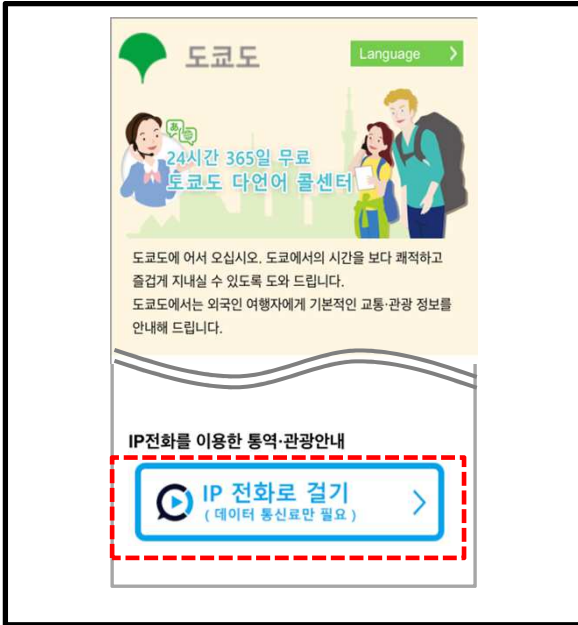 도쿄도
Language
24시간 365일 무료
토쿄도 다언어 콜센터
도쿄도에 어서 오십시오. 도쿄에서의 시간을 보다 쾌적하고
즐겁게 지내실 수 있도록 도와 드립니다.
도쿄도에서는 외국인 여행자에게 기본적인 교통·관광 정보를
안내해 드립니다.
IP전화를 이용한 통역·관광안내
IP 전화로 걸기
( 데이터 통신료만 필요 )